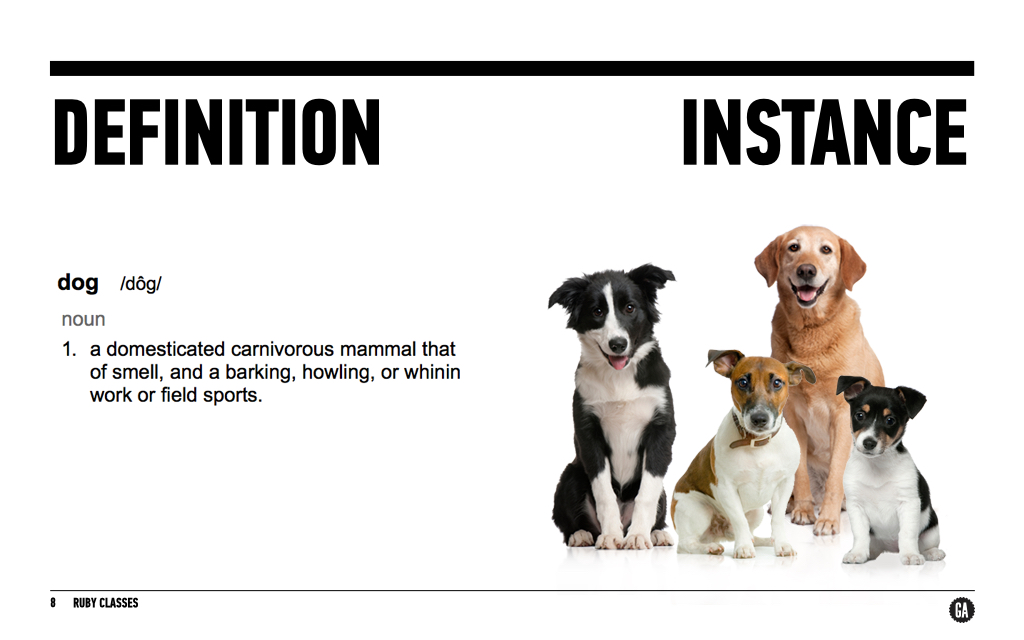 DEFINITION
INSTANCE
dog /dôg/
noun
1. a domesticated carnivorous mammal that
of smell, and a barking, howling, or whinin
work or field sports.
8 RUBY CLASSES
GA